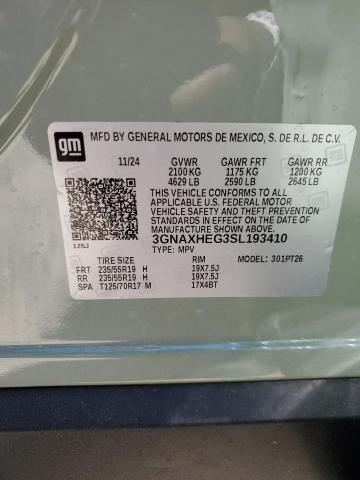 gm
MFD BY GENERAL MOTORS DE MEXICO, S. DE R.L. DE C.V.
11/24 GVWR GAWR FRT GAWR RR
2100 KG 1175 KG 1200 KG
4629 LB 2590 LB 2645 LB
THIS VEHICLE CONFORMS TO ALL
APPLICABLE U.S. FEDERAL MOTOR
VEHICLE SAFETY AND THEFT PREVENTION
STANDARDS IN EFFECT ON THE DATE OF
MANUFACTURE SHOWN ABOVE.
125J 3GNAXHEG3SL193410
TYPE: MPV
TIRE SIZE RIM MODEL: 301PT26
FRT 235/55R19 H 19X7.5J
RR 235/55R19 H 19X7.5J
SPA T125/70R17 M 17X4BT